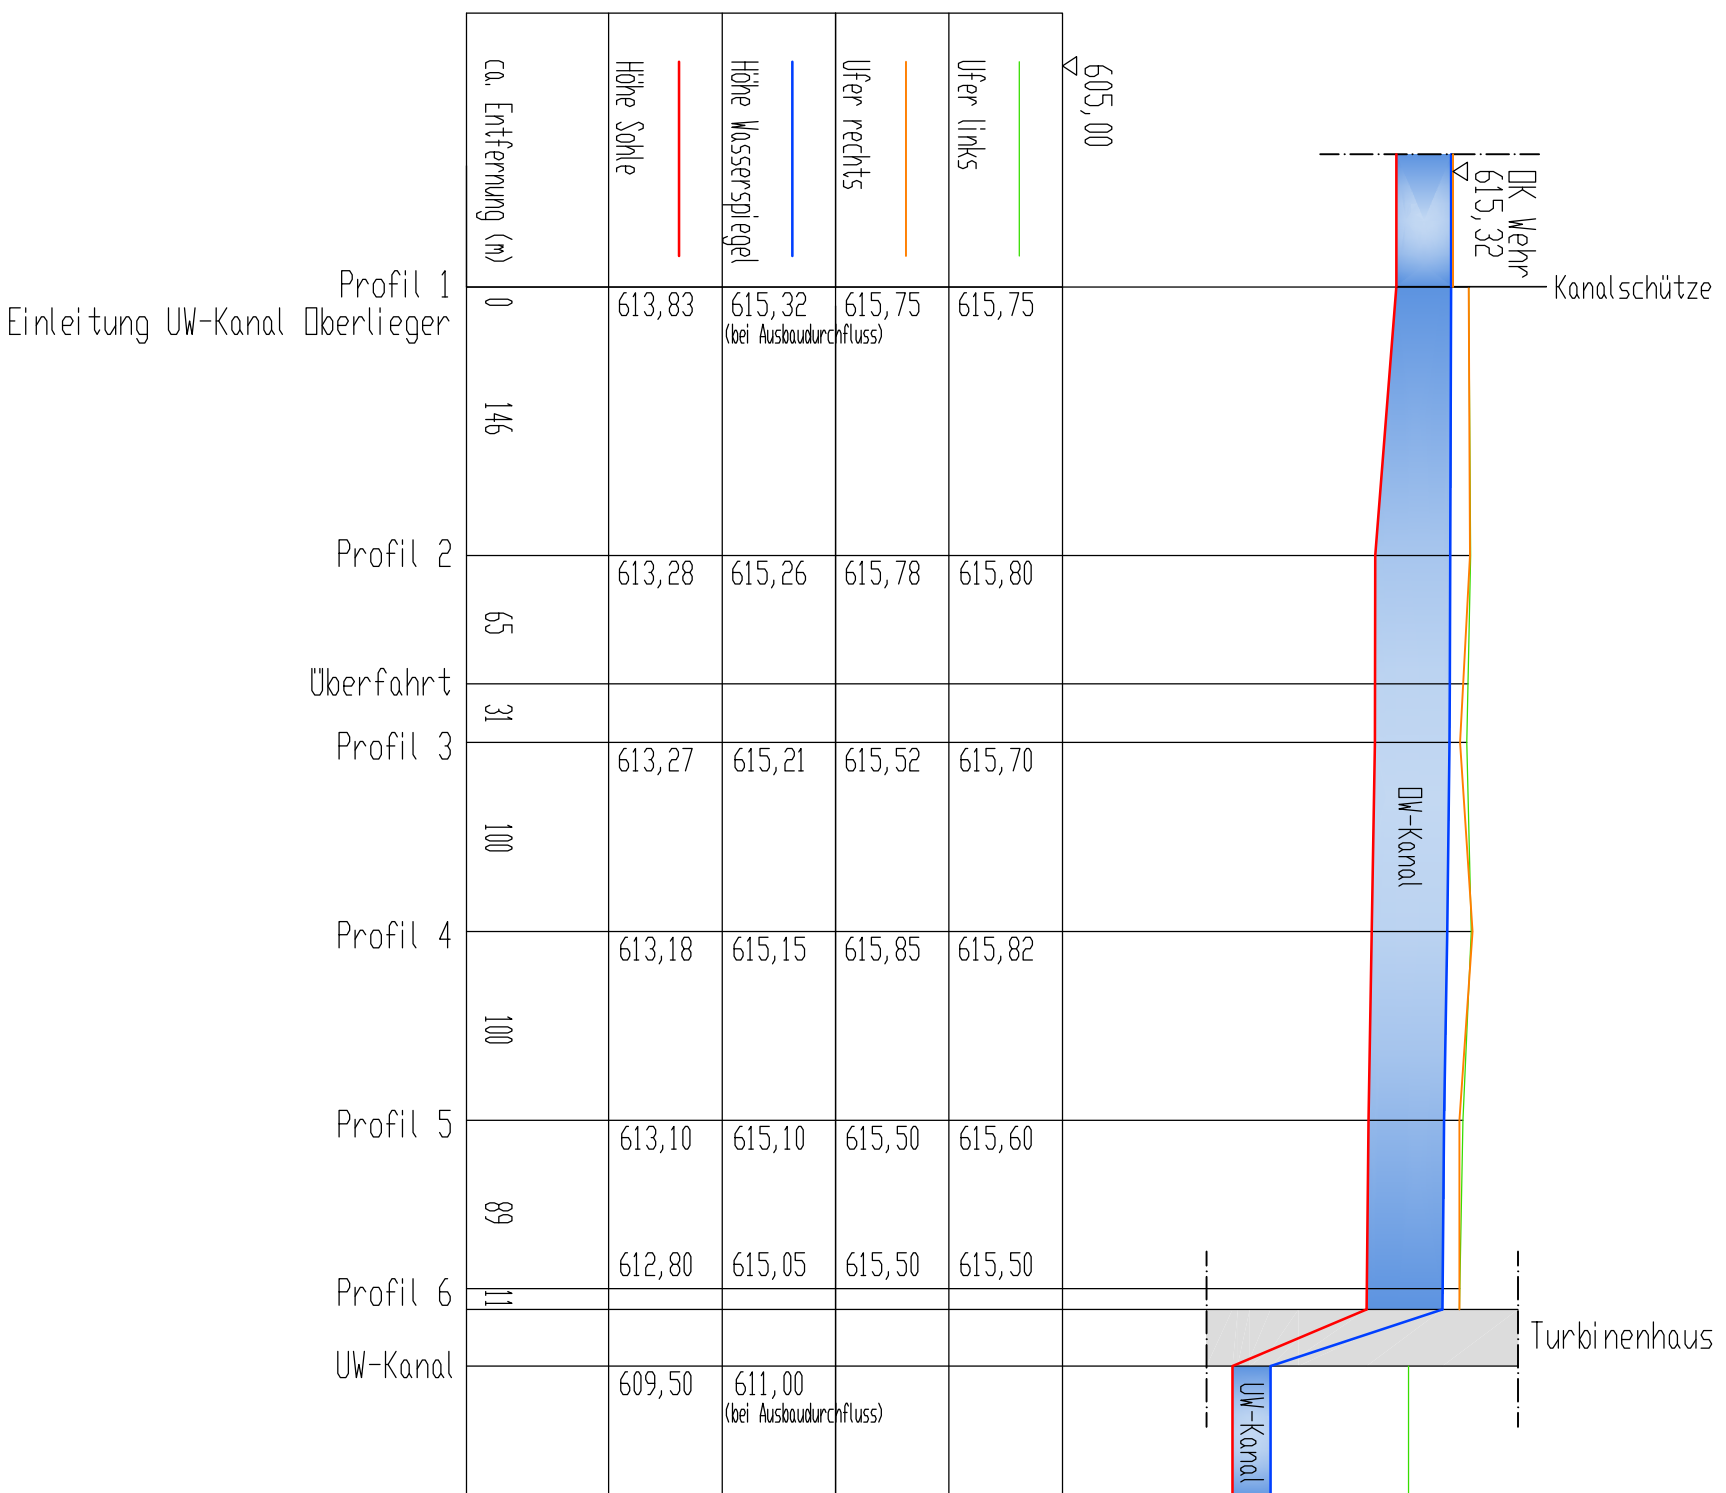 ca. Entfernung (m)
Höhe Sohle
Höhe Wasserspiegel
Ufer rechts
Ufer links
605,00
OK Wehr
615,32
Kanalschütze
Profil 1
Einleitung UW-Kanal Oberlieger
0
613,83 615,32 615,75 615,75
(bei Ausbaudurchfluss)
146
Profil 2
613,28 615,26 615,78 615,80
65
Überfahrt
31
Profil 3
613,27 615,21 615,52 615,70
100
OW-Kanal
Profil 4
613,18 615,15 615,85 615,82
100
Profil 5
613,10 615,10 615,50 615,60
89
612,80 615,05 615,50 615,50
Profil 6
11
Turbinenhaus
UW-Kanal
609,50 611,00
(bei Ausbaudurchfluss)
UW-Kanal